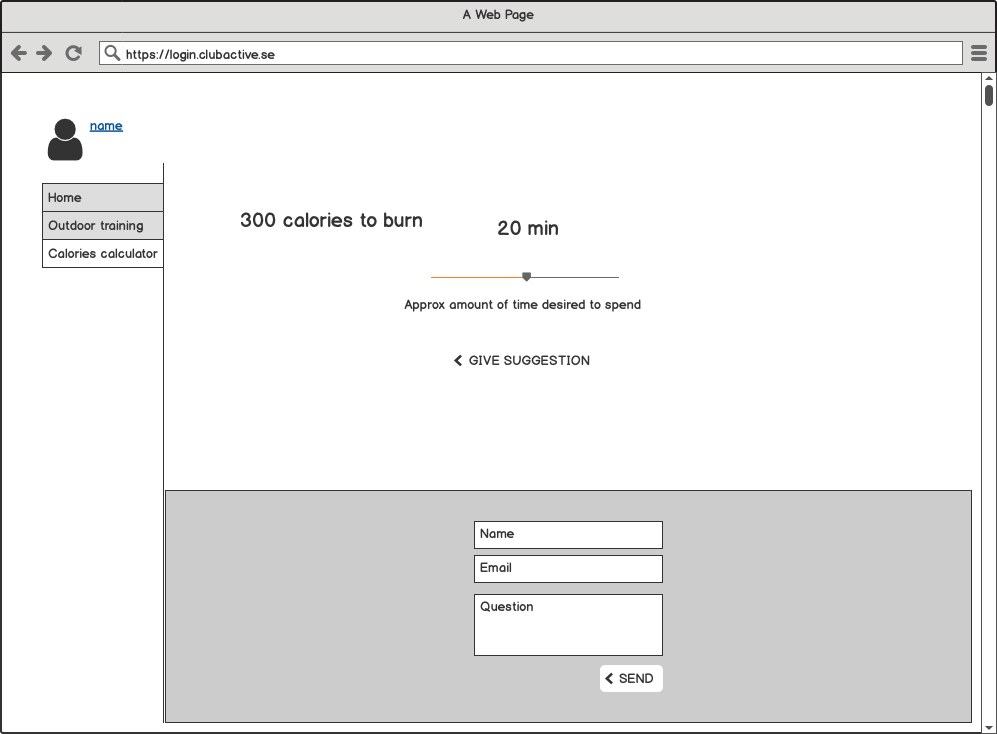 A Web Page
https://login.clubactive.se
name
Home
Outdoor training
Calories calculator
300 calories to burn
20 min
Approx amount of time desired to spend
GIVE SUGGESTION
Name
Email
Question
SEND